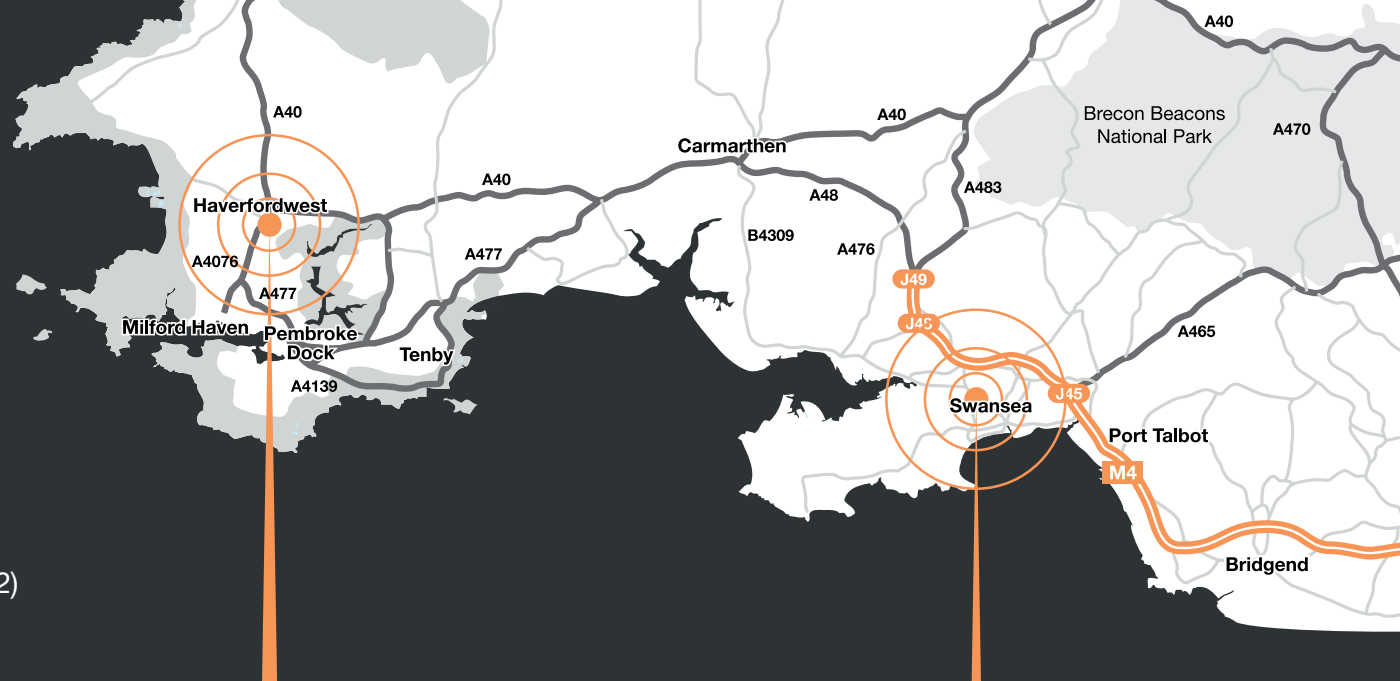 A40
Brecon Beacons
National Park
A40
A40
A470
Carmarthen
A40
A48
A483
Haverfordwest
B4309
A476
A477
A4076
A477
J49
J48
A465
Milford Haven
Pembroke
Dock
Tenby
A4139
J45
Swansea
Port Talbot
M4
Bridgend
2)